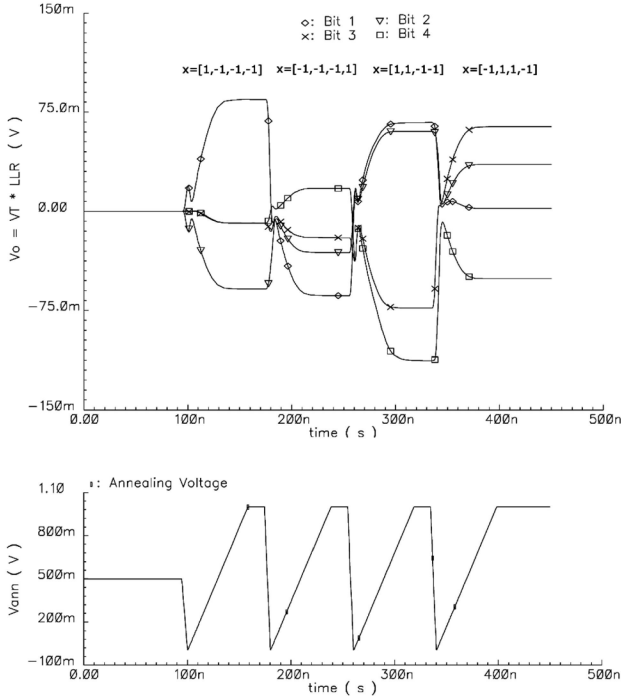 150m
◇: Bit 1 ▽: Bit 2
×: Bit 3 □: Bit 4
x=[1,-1,-1,-1] x=[-1,-1,-1,1] x=[1,1,-1-1] x=[-1,1,1,-1]
75.0m
0.00
-75.0m
-150m
Vo = VT * LLR ( V )
0.00 100n 200n 300n 400n 500n
time ( s )
▯: Annealing Voltage
1.10
800m
500m
200m
-100m
Vann ( V )
0.00 100n 200n 300n 400n 500n
time ( s )